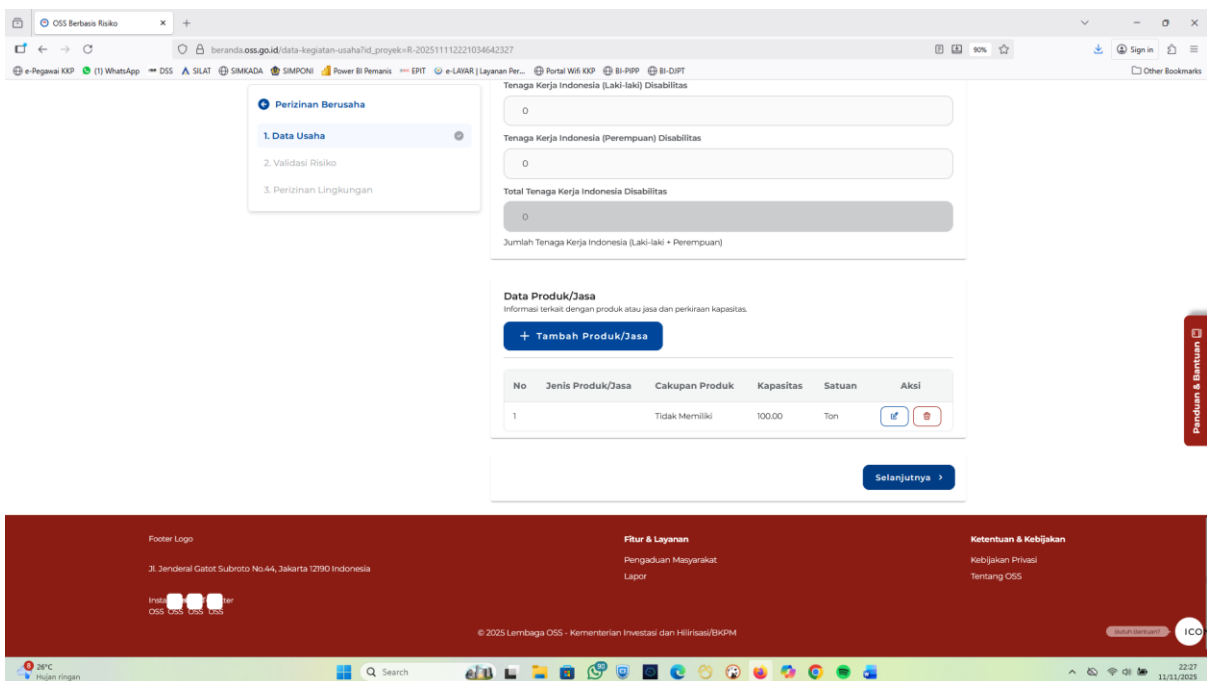 OSS Berbasis Risiko
beranda.oss.go.id/data-kegiatan-usaha?id_proyek=R-202511112221034642327
90%
Sign in
e-Pegawai KKP (1) WhatsApp DSS SILAT SIMKADA SIMPONI Power BI Pemanis EPIT e-LAYAR | Layanan Per... Portal Wifi KKP BI-PIPP BI-DJPT Other Bookmarks
Perizinan Berusaha
1. Data Usaha
2. Validasi Risiko
3. Perizinan Lingkungan
Tenaga Kerja Indonesia (Laki-laki) Disabilitas
0
Tenaga Kerja Indonesia (Perempuan) Disabilitas
0
Total Tenaga Kerja Indonesia Disabilitas
0
Jumlah Tenaga Kerja Indonesia (Laki-laki + Perempuan)
Data Produk/Jasa
Informasi terkait dengan produk atau jasa dan perkiraan kapasitas.
+ Tambah Produk/Jasa
No Jenis Produk/Jasa Cakupan Produk Kapasitas Satuan Aksi
1 Tidak Memiliki 100.00 Ton
Selanjutnya
Panduan & Bantuan
Footer Logo
Jl. Jenderal Gatot Subroto No.44, Jakarta 12190 Indonesia
OSS OSS OSS OSS
Fitur & Layanan
Pengaduan Masyarakat
Lapor
Ketentuan & Kebijakan
Kebijakan Privasi
Tentang OSS
© 2025 Lembaga OSS - Kementerian Investasi dan Hilirisasi/BKPM
Butuh bantuan?
ICO
8
26°C
Hujan ringan
Search
22:27
11/11/2025